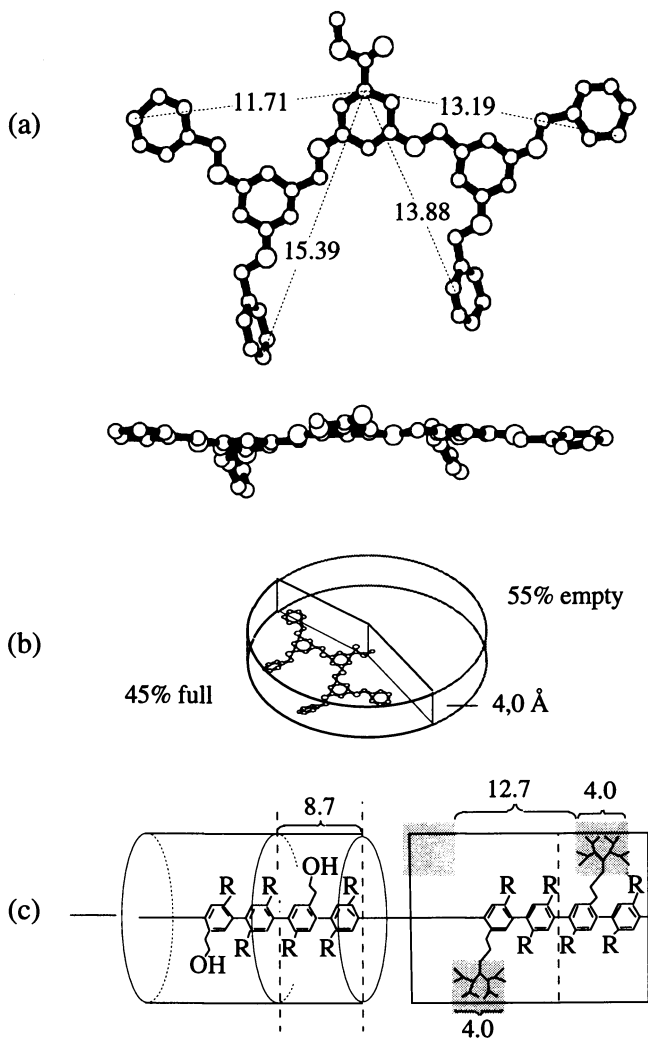 (a)
11.71
13.19
15.39
13.88
(b)
55% empty
45% full
4,0 Å
(c)
8.7
12.7
4.0
OH
R
R
R
R
R
R
OH
R
R
R
R
R
R
4.0